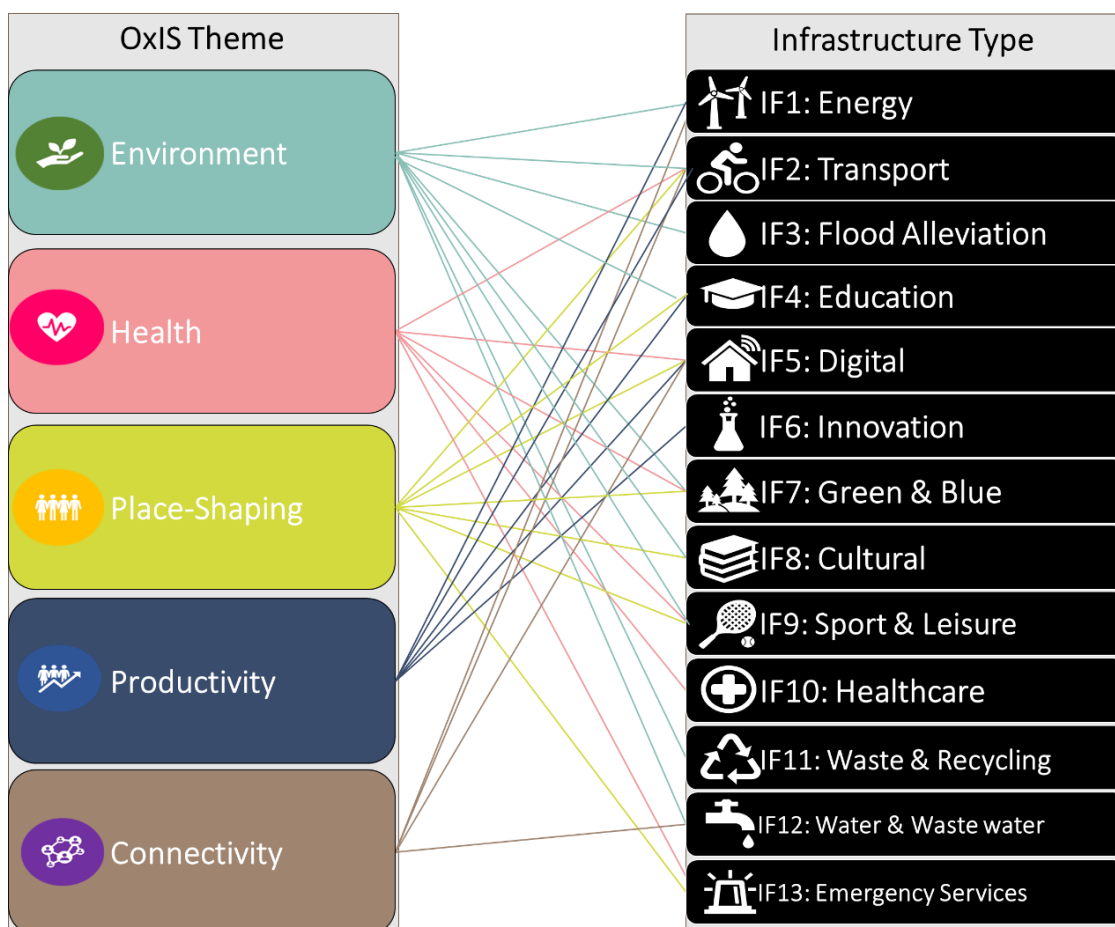 OxIS Theme
Environment
Health
Place-Shaping
Productivity
Connectivity
Infrastructure Type
IF1: Energy
IF2: Transport
IF3: Flood Alleviation
IF4: Education
IF5: Digital
IF6: Innovation
IF7: Green & Blue
IF8: Cultural
IF9: Sport & Leisure
IF10: Healthcare
IF11: Waste & Recycling
IF12: Water & Waste water
IF13: Emergency Services